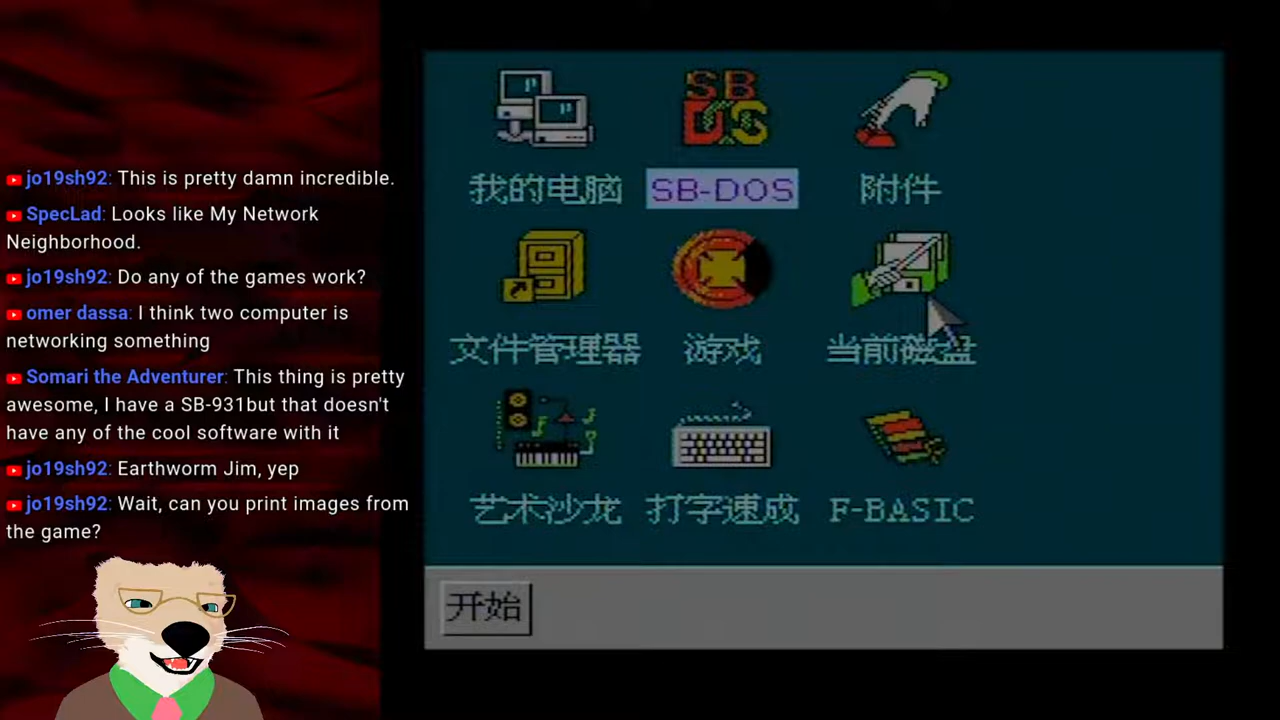 jo19sh92: This is pretty damn incredible.
SpecLad: Looks like My Network
Neighborhood.
jo19sh92: Do any of the games work?
omer dassa: I think two computer is
networking something
Somari the Adventurer: This thing is pretty
awesome, I have a SB-931but that doesn't
have any of the cool software with it
jo19sh92: Earthworm Jim, yep
jo19sh92: Wait, can you print images from
the game?
SB
DOS
我的电脑 SB-DOS 附件
文件管理器 游戏 当前磁盘
艺术沙龙 打字速成 F-BASIC
开始